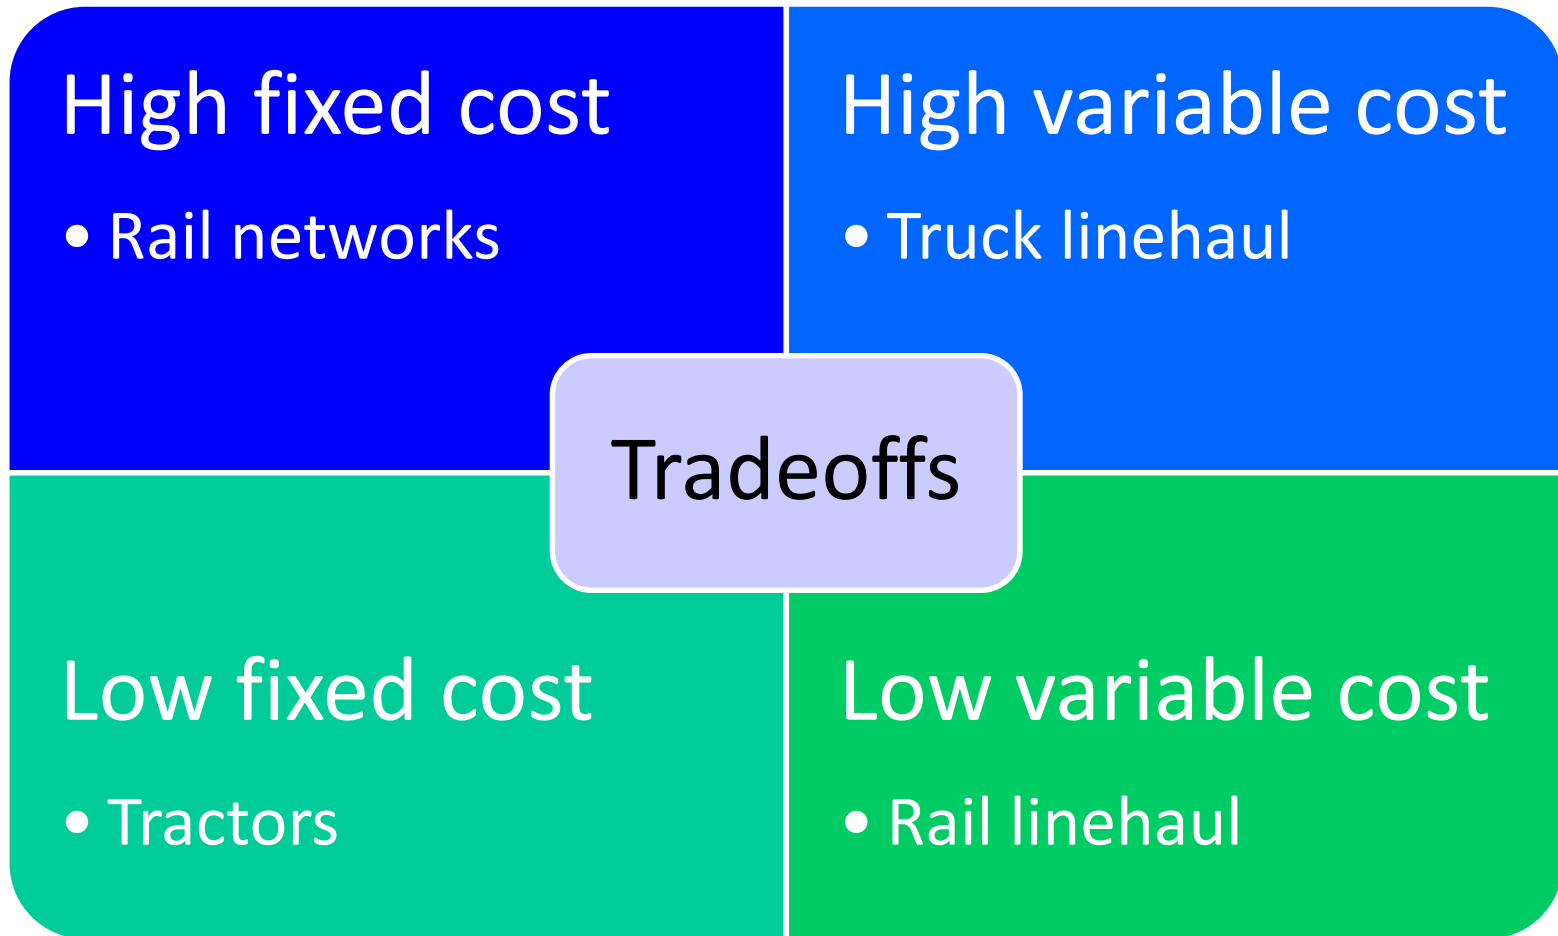 High fixed cost
• Rail networks
High variable cost
• Truck linehaul
Tradeoffs
Low fixed cost
• Tractors
Low variable cost
• Rail linehaul